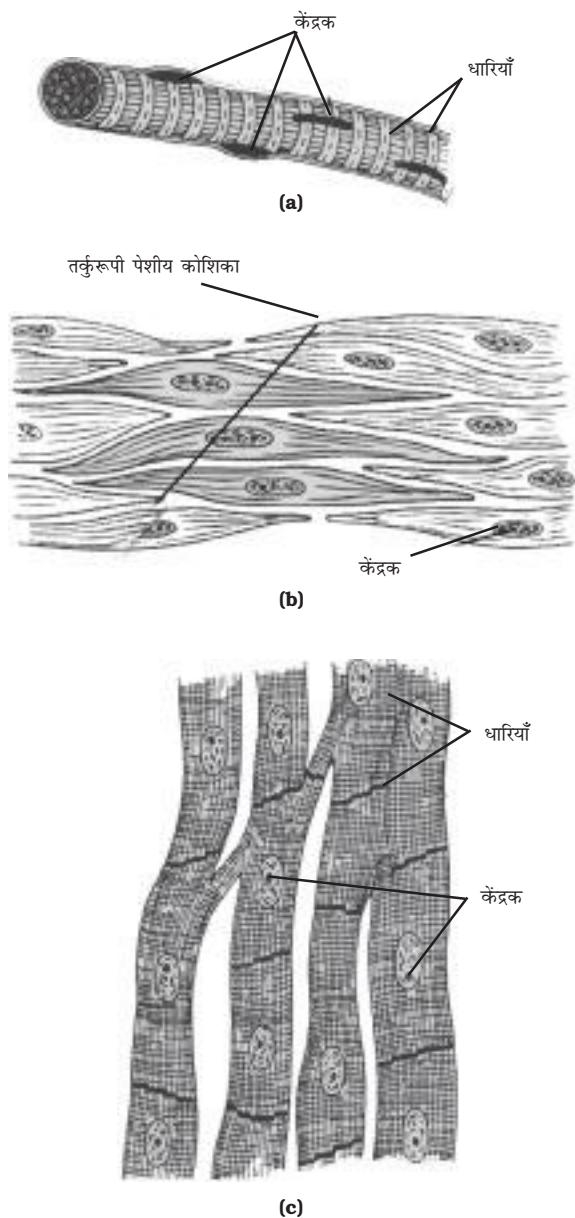 केंद्रक
धारियाँ
(a)
तर्कुरूपी पेशीय कोशिका
केंद्रक
(b)
धारियाँ
केंद्रक
(c)